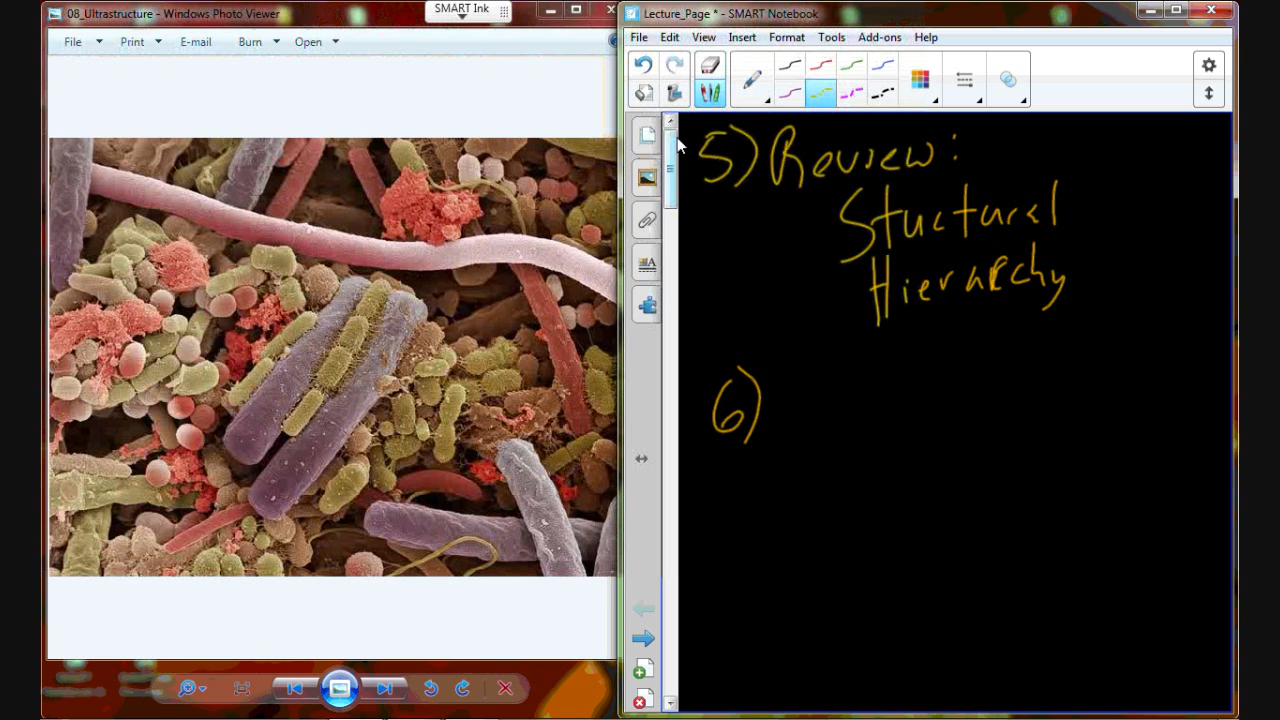 08_Ultrastructure - Windows Photo Viewer
SMART Ink
File Print E-mail Burn Open
Lecture_Page * - SMART Notebook
File Edit View Insert Format Tools Add-ons Help
5) Review:
Stuctural
Hierarchy
6)